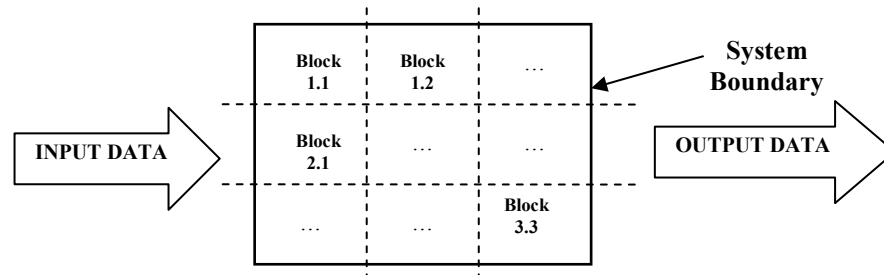 Block
1.1
Block
1.2
...
System
Boundary
INPUT DATA
Block
2.1
...
...
OUTPUT DATA
...
...
Block
3.3